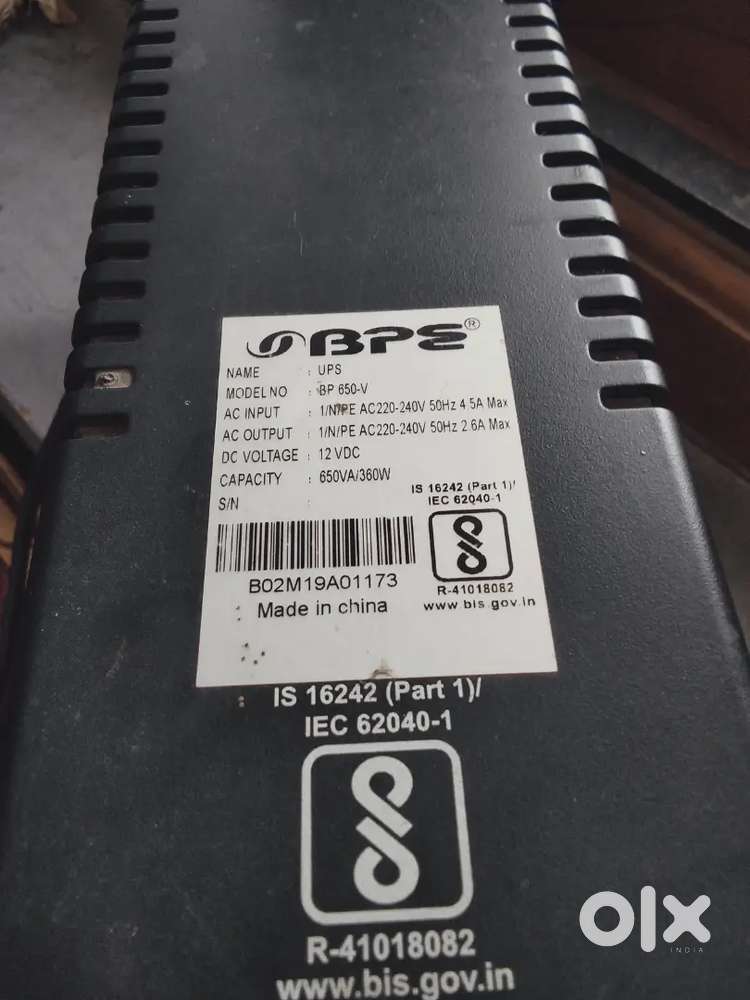 BPE®
NAME : UPS
MODEL NO : BP 650-V
AC INPUT : 1/N/PE AC220-240V 50Hz 4.5A Max
AC OUTPUT : 1/N/PE AC220-240V 50Hz 2.6A Max
DC VOLTAGE : 12 VDC
CAPACITY : 650VA/360W
S/N :
IS 16242 (Part 1)/
IEC 62040-1
B02M19A01173
Made in china
R-41018082
www.bis.gov.in
IS 16242 (Part 1)/
IEC 62040-1
R-41018082
www.bis.gov.in
olx
INDIA